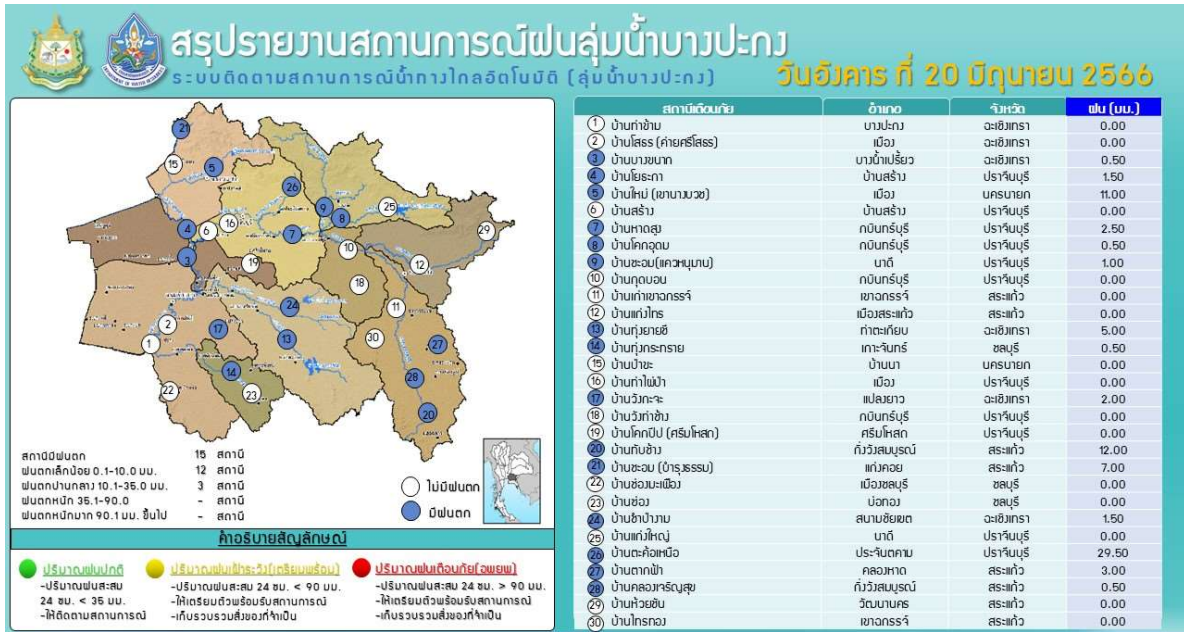 สรุปรายงานสถานการณ์ฝนลุ่มน้ำบางปะกง
ระบบติดตามสถานการณ์น้ำทางไกลอัตโนมัติ (ลุ่มน้ำบางปะกง)
วันอังคาร ที่ 20 มิถุนายน 2566
21
15
5
26
9
8
25
4
6
16
7
29
3
19
10
12
18
24
11
2
17
13
30
27
1
14
28
22
23
20
สถานีมีฝนตก 15 สถานี
ฝนตกเล็กน้อย 0.1-10.0 มม. 12 สถานี
ฝนตกปานกลาง 10.1-35.0 มม. 3 สถานี
ฝนตกหนัก 35.1-90.0 - สถานี
ฝนตกหนักมาก 90.1 มม. ขึ้นไป - สถานี
ไม่มีฝนตก
มีฝนตก
คำอธิบายสัญลักษณ์
ปริมาณฝนปกติ
-ปริมาณฝนสะสม
24 ชม. < 35 มม.
-ให้ติดตามสถานการณ์
ปริมาณฝนเฝ้าระวัง(เตรียมพร้อม)
-ปริมาณฝนสะสม 24 ชม. < 90 มม.
-ให้เตรียมตัวพร้อมรับสถานการณ์
-เก็บรวบรวมสิ่งของที่จำเป็น
ปริมาณฝนเตือนภัย(อพยพ)
-ปริมาณฝนสะสม 24 ชม. > 90 มม.
-ให้เตรียมตัวพร้อมรับสถานการณ์
-เก็บรวบรวมสิ่งของที่จำเป็น
สถานีเตือนภัย อำเภอ จังหวัด ฝน (มม.)
1 บ้านท่าข้าม บางปะกง ฉะเชิงเทรา 0.00
2 บ้านโสธร (ค่ายศรีโสธร) เมือง ฉะเชิงเทรา 0.00
3 บ้านบางขนาก บางน้ำเปรี้ยว ฉะเชิงเทรา 0.50
4 บ้านโยธะกา บ้านสร้าง ปราจีนบุรี 1.50
5 บ้านใหม่ (เขานางบวช) เมือง นครนายก 11.00
6 บ้านสร้าง บ้านสร้าง ปราจีนบุรี 0.00
7 บ้านหาดสูง กบินทร์บุรี ปราจีนบุรี 2.50
8 บ้านโคกอุดม กบินทร์บุรี ปราจีนบุรี 0.50
9 บ้านชะอม(แควหนุมาน) นาดี ปราจีนบุรี 1.00
10 บ้านกุดบอน กบินทร์บุรี ปราจีนบุรี 0.00
11 บ้านเก่าเขาฉกรรจ์ เขาฉกรรจ์ สระแก้ว 0.00
12 บ้านแก่งไทร เมืองสระแก้ว สระแก้ว 0.00
13 บ้านทุ่งยายชี ท่าตะเกียบ ฉะเชิงเทรา 5.00
14 บ้านทุ่งกระทราย เกาะจันทร์ ชลบุรี 0.50
15 บ้านป่าขะ บ้านนา นครนายก 0.00
16 บ้านท่าไผ่ป่า เมือง ปราจีนบุรี 0.00
17 บ้านวังกะจะ แปลงยาว ฉะเชิงเทรา 2.00
18 บ้านวังท่าช้าง กบินทร์บุรี ปราจีนบุรี 0.00
19 บ้านโคกปีป (ศรีมโหสถ) ศรีมโหสถ ปราจีนบุรี 0.00
20 บ้านทับช้าง กิ่งวังสมบูรณ์ สระแก้ว 12.00
21 บ้านชะอม (บำรุงธรรม) แก่งคอย สระแก้ว 7.00
22 บ้านช่องมะเฟือง เมืองชลบุรี ชลบุรี 0.00
23 บ้านช่อง บ่อทอง ชลบุรี 0.00
24 บ้านชำป่างาม สนามชัยเขต ฉะเชิงเทรา 1.50
25 บ้านแก่งใหญ่ นาดี ปราจีนบุรี 0.00
26 บ้านตะคร้อเหนือ ประจันตคาม ปราจีนบุรี 29.50
27 บ้านตากฟ้า คลองหาด สระแก้ว 3.00
28 บ้านคลองเจริญสุข กิ่งวังสมบูรณ์ สระแก้ว 0.50
29 บ้านห้วยชัน วัฒนานคร สระแก้ว 0.00
30 บ้านไทรทอง เขาฉกรรจ์ สระแก้ว 0.00